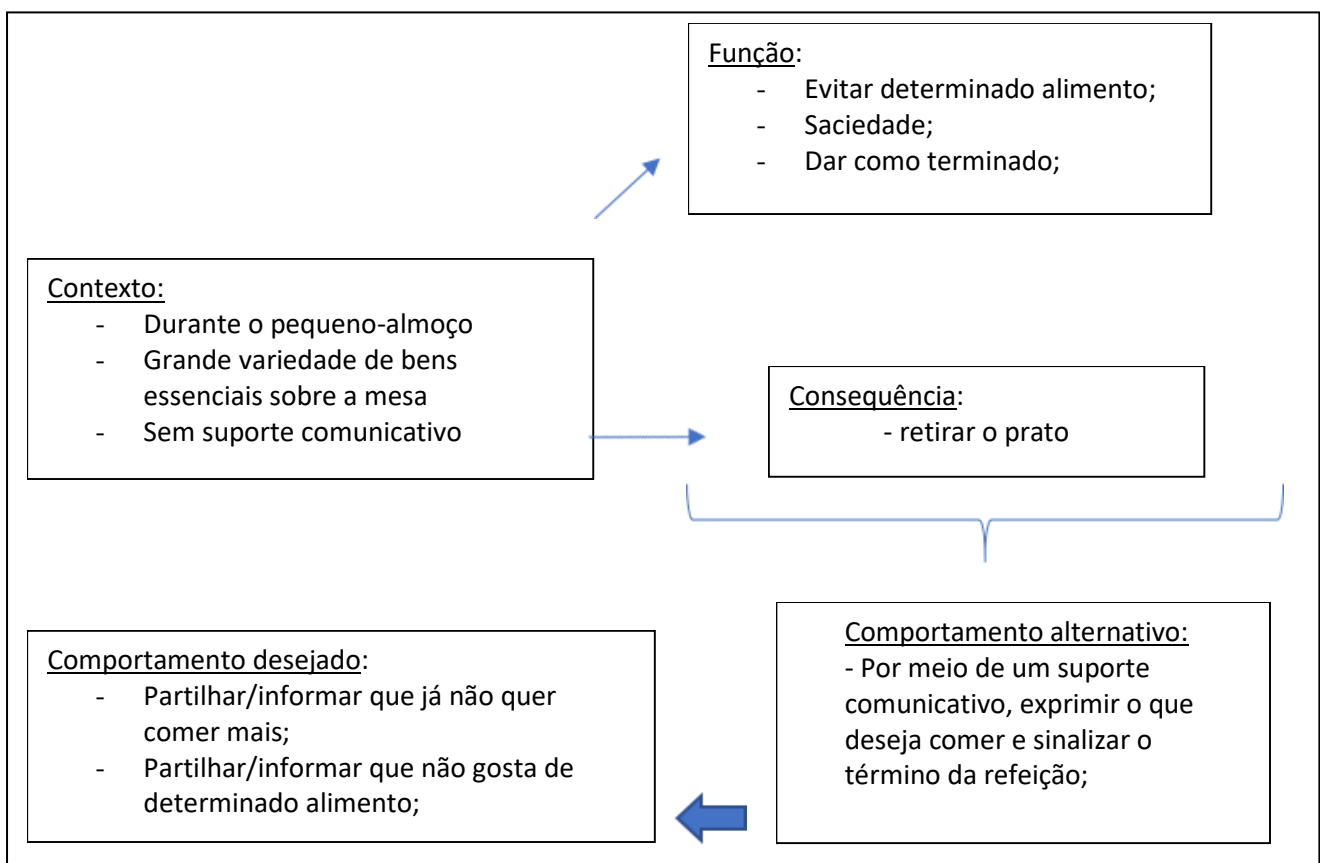 Função:
- Evitar determinado alimento;
- Saciedade;
- Dar como terminado;
Contexto:
- Durante o pequeno-almoço
- Grande variedade de bens
essenciais sobre a mesa
- Sem suporte comunicativo
Consequência:
- retirar o prato
Comportamento alternativo:
- Por meio de um suporte
comunicativo, exprimir o que
deseja comer e sinalizar o
término da refeição;
Comportamento desejado:
- Partilhar/informar que já não quer
comer mais;
- Partilhar/informar que não gosta de
determinado alimento;